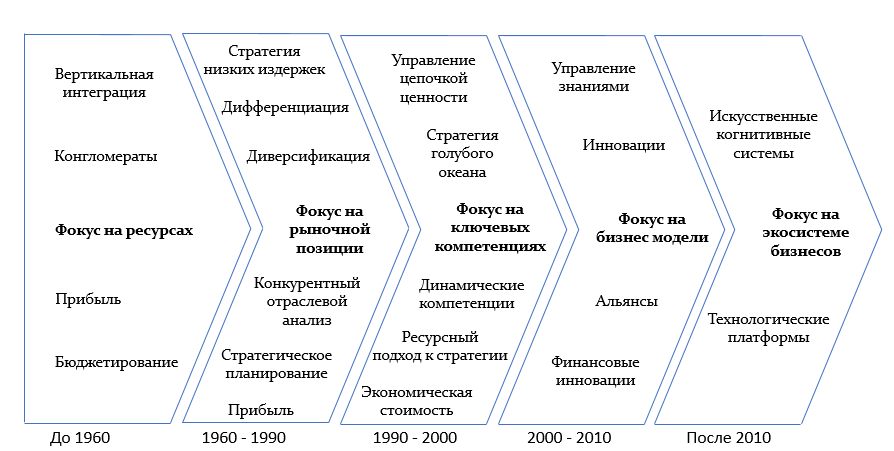 Вертикальная
интеграция
Конгломераты
Фокус на ресурсах
Прибыль
Бюджетирование
До 1960
Стратегия
низких издержек
Дифференциация
Диверсификация
Фокус на
рыночной
позиции
Конкурентный
отраслевой
анализ
Стратегическое
планирование
Прибыль
1960 - 1990
Управление
цепочкой
ценности
Стратегия
голубого
океана
Фокус на
ключевых
компетенциях
Динамические
компетенции
Ресурсный
подход к стратегии
Экономическая
стоимость
1990 - 2000
Управление
знаниями
Инновации
Фокус на
бизнес модели
Альянсы
Финансовые
инновации
2000 - 2010
Искусственные
когнитивные
системы
Фокус на
экосистеме
бизнесов
Технологические
платформы
После 2010